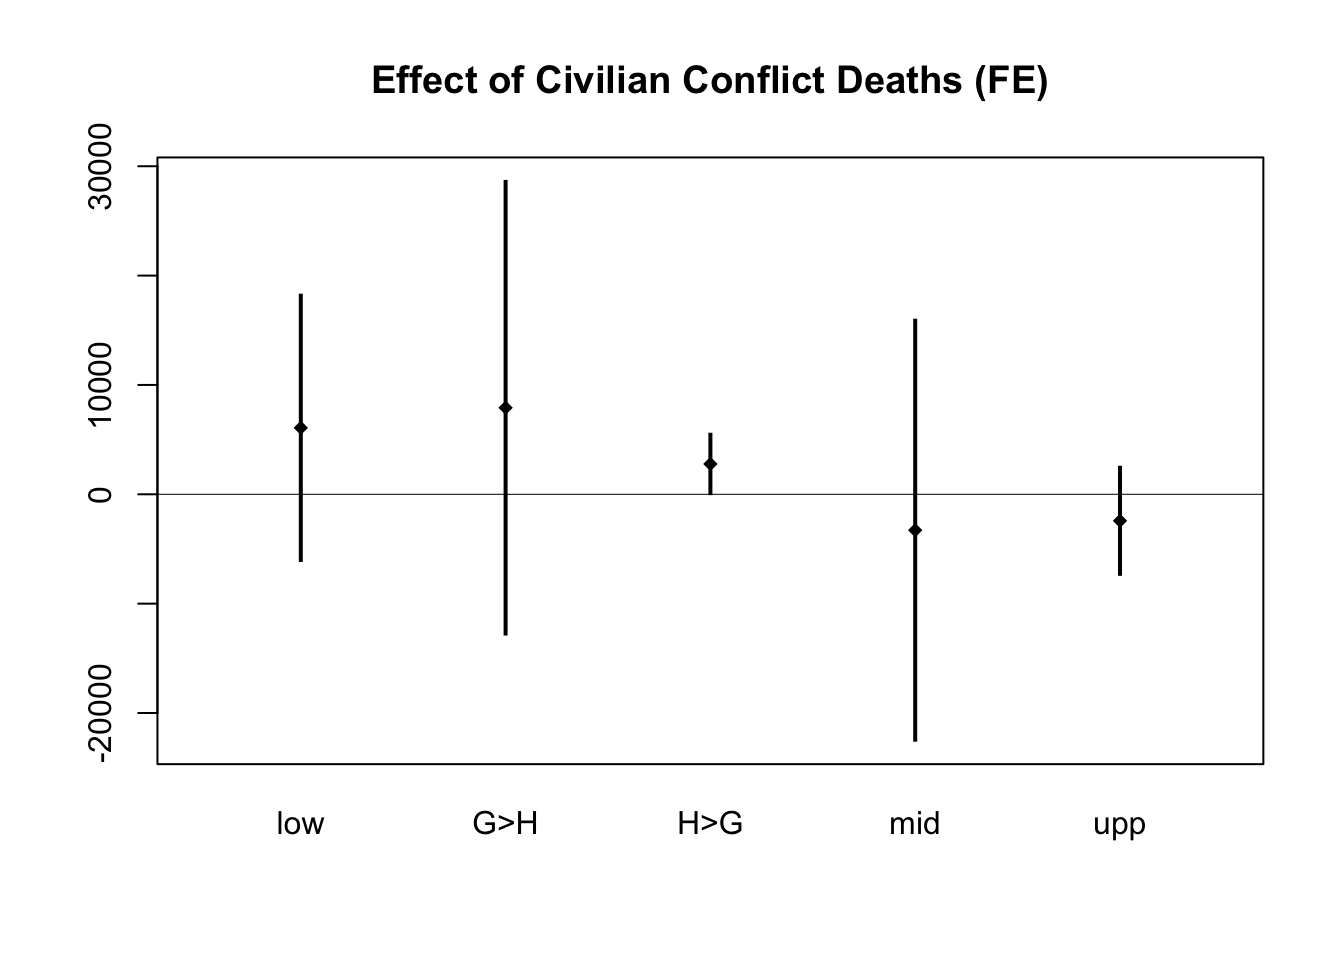 Effect of Civilian Conflict Deaths (FE)
30000
10000
0
-20000
low G>H H>G mid upp